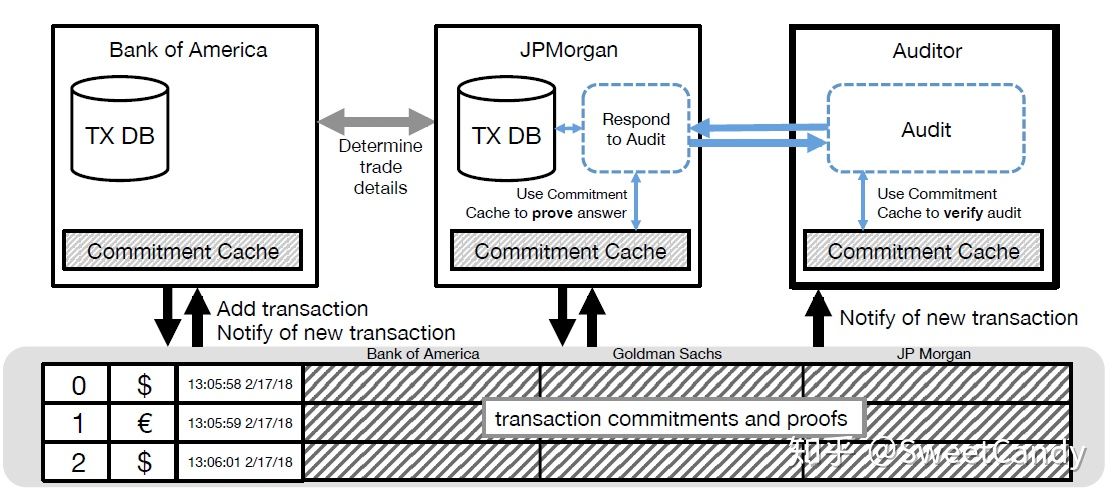 Bank of America
TX DB
Commitment Cache
Determine
trade
details
JPMorgan
TX DB
Respond
to Audit
Use Commitment
Cache to prove answer
Commitment Cache
Auditor
Audit
Use Commitment
Cache to verify audit
Commitment Cache
Add transaction
Notify of new transaction
Notify of new transaction
Bank of America Goldman Sachs JP Morgan
0 $ 13:05:58 2/17/18
1 € 13:05:59 2/17/18
2 $ 13:06:01 2/17/18
transaction commitments and proofs
知乎 @SweetCandy